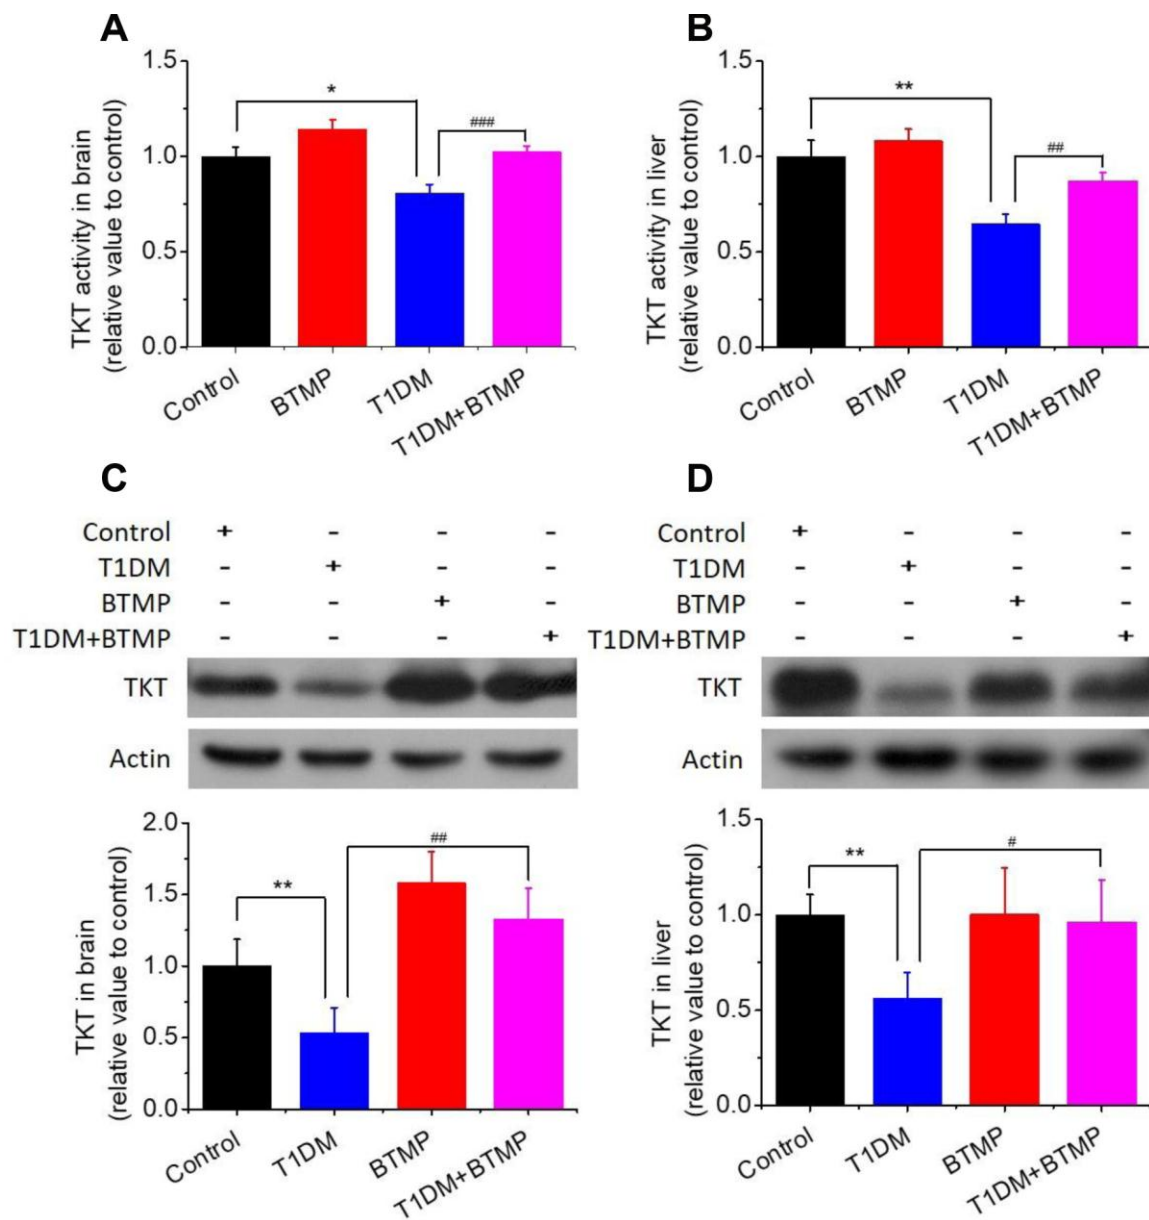 A
1.5
1.0
0.5
0.0
TKT activity in brain
(relative value to control)
*
###
Control
BTMP
T1DM
T1DM+BTMP
B
1.5
1.0
0.5
0.0
TKT activity in liver
(relative value to control)
**
##
Control
BTMP
T1DM
T1DM+BTMP
C
Control + - - -
T1DM - + - -
BTMP - - + -
T1DM+BTMP - - - +
TKT
Actin
2.0
1.5
1.0
0.5
0.0
TKT in brain
(relative value to control)
**
##
Control
T1DM
BTMP
T1DM+BTMP
D
Control + - - -
T1DM - + - -
BTMP - - + -
T1DM+BTMP - - - +
TKT
Actin
1.5
1.0
0.5
0.0
TKT in liver
(relative value to control)
**
#
Control
T1DM
BTMP
T1DM+BTMP